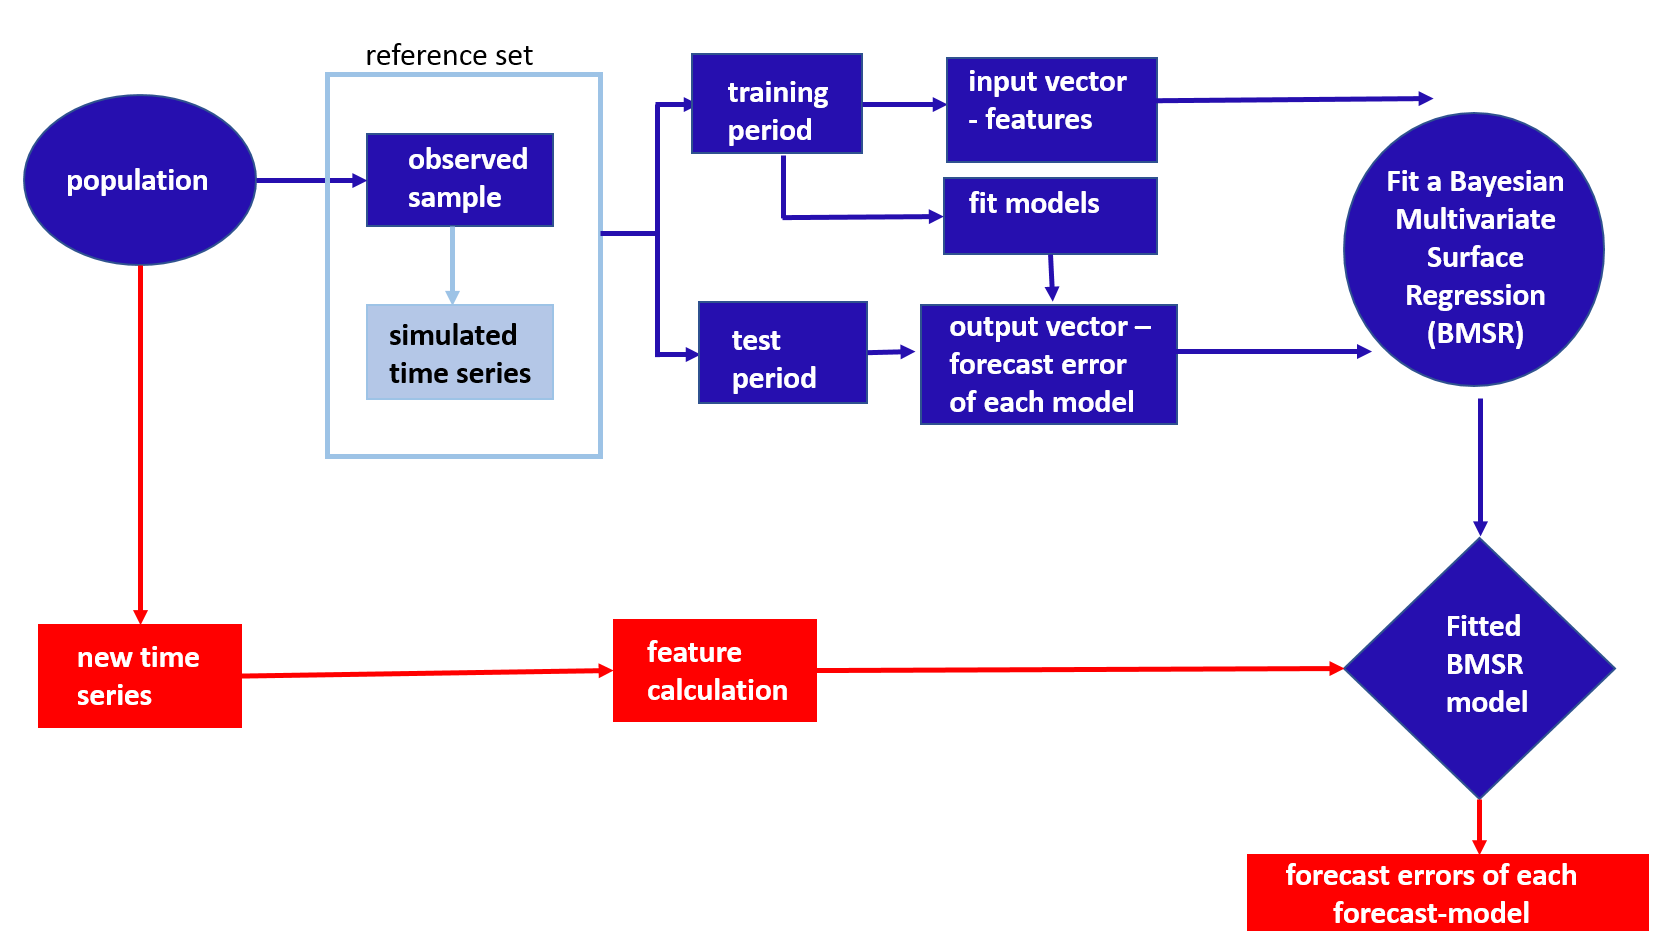 reference set
population
observed
sample
simulated
time series
training
period
input vector
- features
fit models
test
period
output vector –
forecast error
of each model
Fit a Bayesian
Multivariate
Surface
Regression
(BMSR)
new time
series
feature
calculation
Fitted
BMSR
model
forecast errors of each
forecast-model